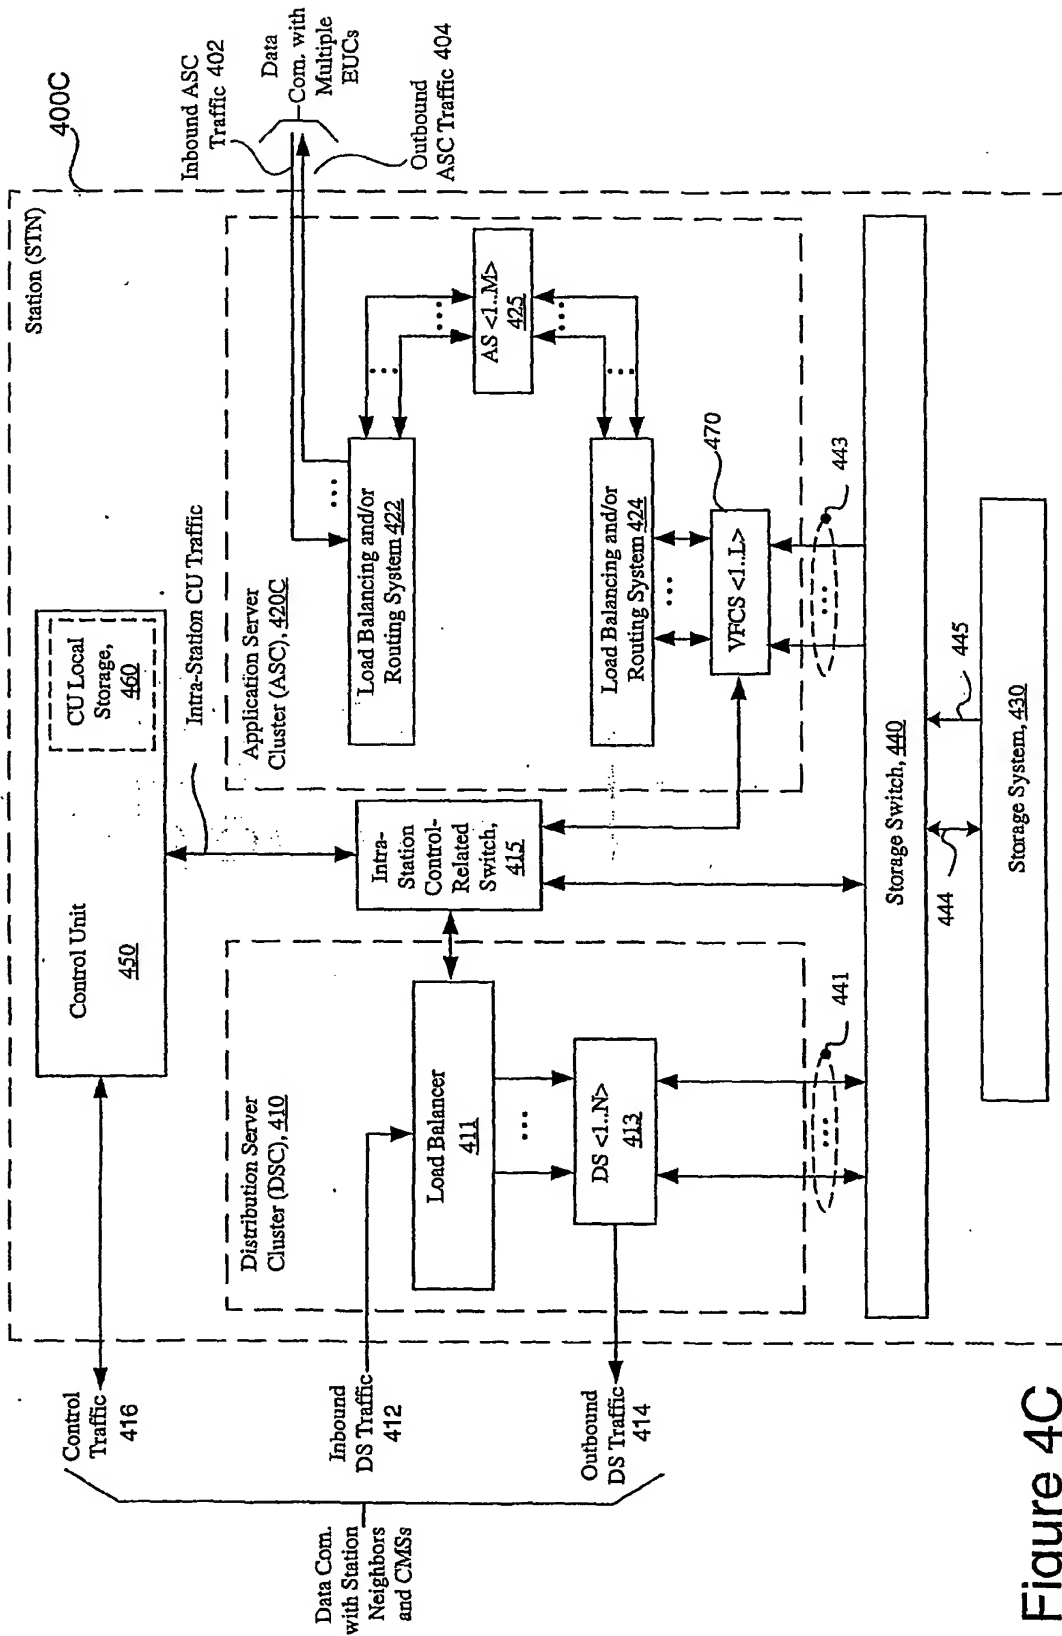 400C
Station (STN)
Inbound ASC
Traffic 402
Data
Com. with
Multiple
EUCs
Outbound
ASC Traffic 404
Control
Traffic
416
Control Unit
450
CU Local
Storage,
460
Intra-Station CU Traffic
Data Com.
with Station
Neighbors
and CMSs
Inbound
DS Traffic
412
Outbound
DS Traffic
414
Distribution Server
Cluster (DSC), 410
Load Balancer
411
...
DS <1..N>
413
Intra-
Station
Control-
Related
Switch,
415
Application Server
Cluster (ASC), 420C
...
Load Balancing and/or
Routing System 422
...
...
AS <1..M>
425
...
...
Load Balancing and/or
Routing System 424
...
470
VFCS <1..L>
... 441
... 443
Storage Switch, 440
444
445
Storage System, 430
Figure 4C